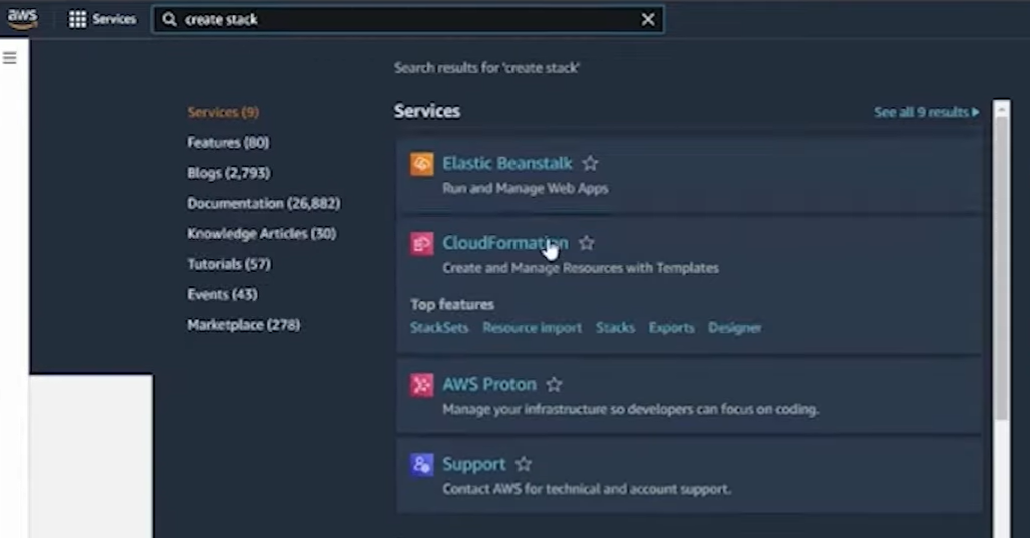 aws Services create stack
Search results for 'create stack'
Services (9)
Features (80)
Blogs (2,793)
Documentation (26,882)
Knowledge Articles (30)
Tutorials (57)
Events (43)
Marketplace (278)
Services See all 9 results
Elastic Beanstalk
Run and Manage Web Apps
CloudFormation
Create and Manage Resources with Templates
Top features
StackSets Resource import Stacks Exports Designer
AWS Proton
Manage your infrastructure so developers can focus on coding.
Support
Contact AWS for technical and account support.